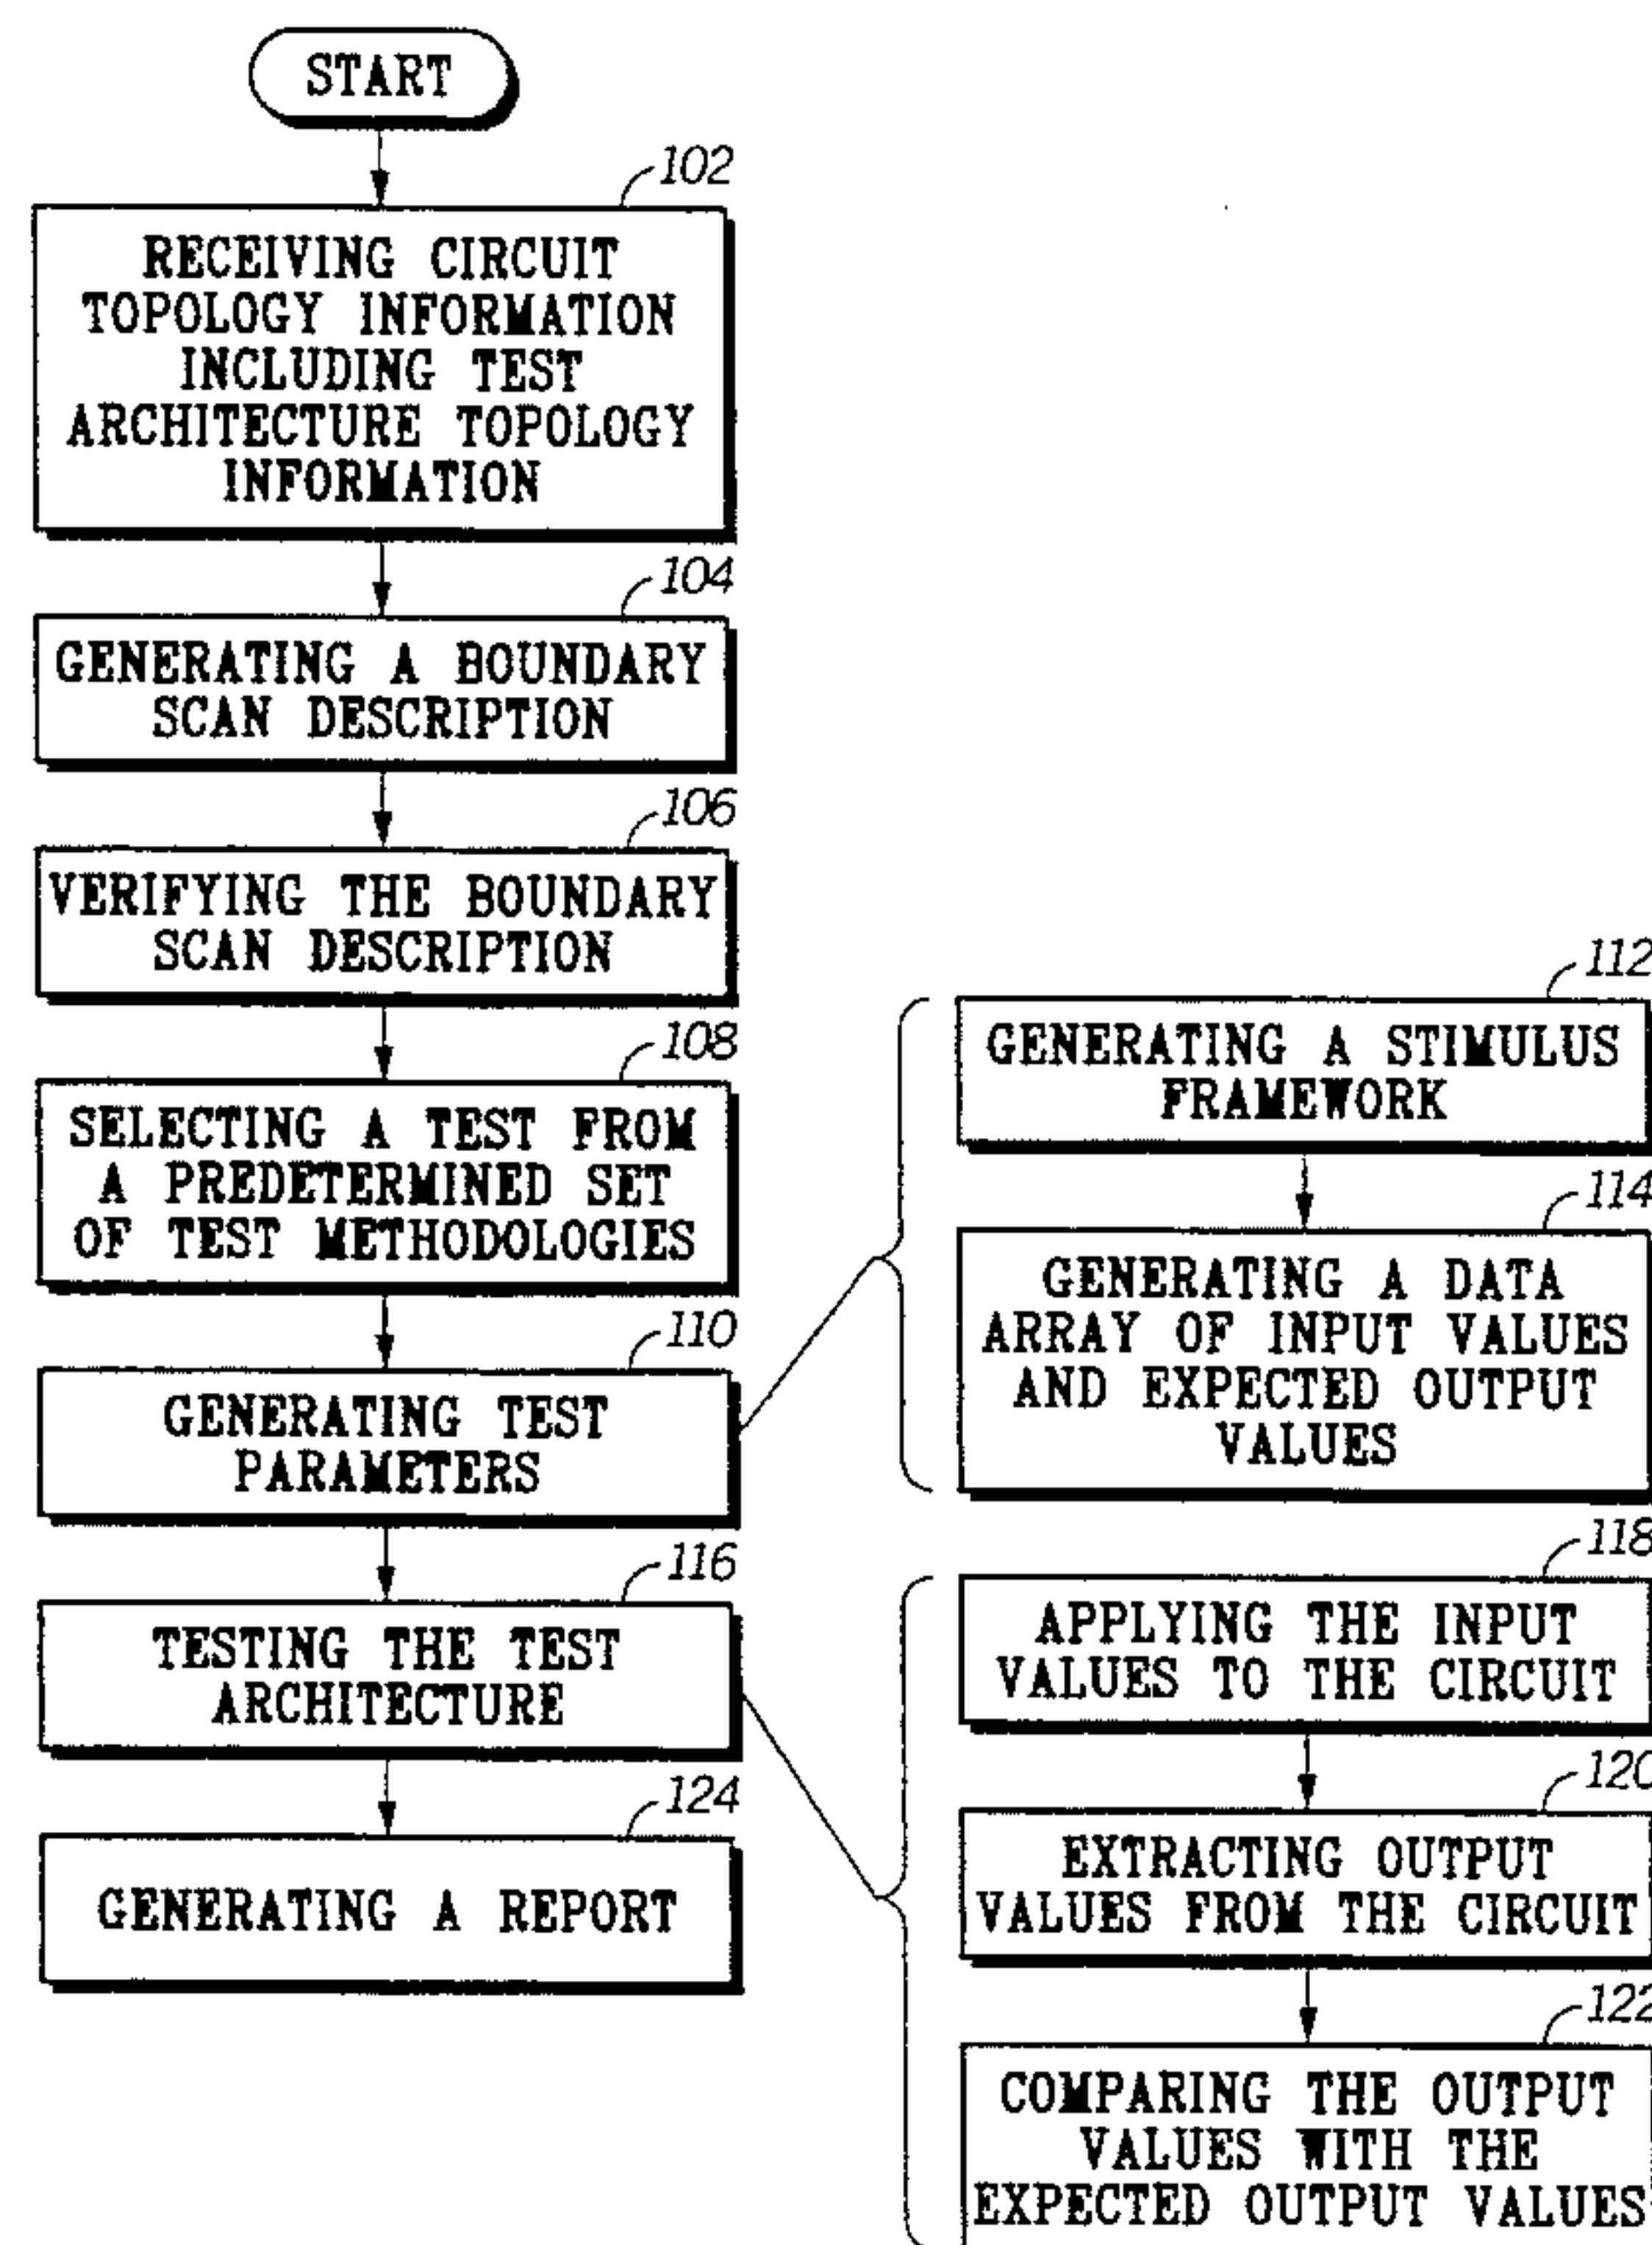 START
102
RECEIVING CIRCUIT
TOPOLOGY INFORMATION
INCLUDING TEST
ARCHITECTURE TOPOLOGY
INFORMATION
104
GENERATING A BOUNDARY
SCAN DESCRIPTION
106
VERIFYING THE BOUNDARY
SCAN DESCRIPTION
108
SELECTING A TEST FROM
A PREDETERMINED SET
OF TEST METHODOLOGIES
110
GENERATING TEST
PARAMETERS
112
GENERATING A STIMULUS
FRAMEWORK
114
GENERATING A DATA
ARRAY OF INPUT VALUES
AND EXPECTED OUTPUT
VALUES
116
TESTING THE TEST
ARCHITECTURE
118
APPLYING THE INPUT
VALUES TO THE CIRCUIT
120
EXTRACTING OUTPUT
VALUES FROM THE CIRCUIT
122
COMPARING THE OUTPUT
VALUES WITH THE
EXPECTED OUTPUT VALUES
124
GENERATING A REPORT